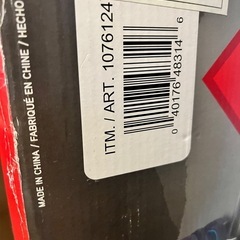 MADE IN CHINA / FABRIQUÉ EN CHINE / HECHO
ITM. / ART. 1076124
0 40176 48314 6